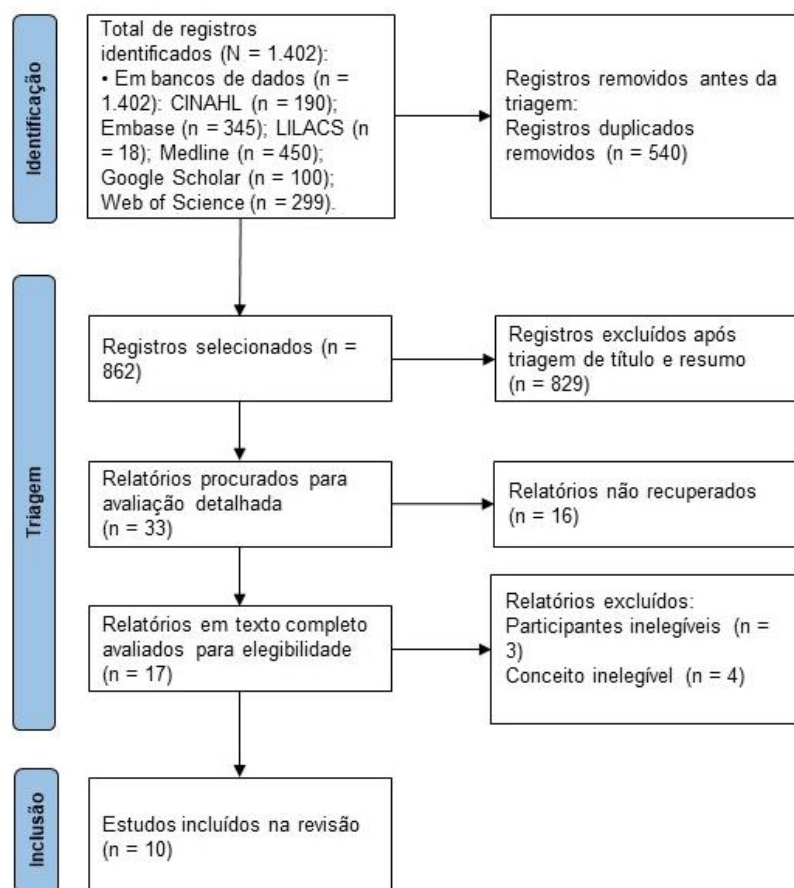 Identificação
Total de registros
identificados (N = 1.402):
• Em bancos de dados (n =
1.402): CINAHL (n = 190);
Embase (n = 345); LILACS (n
= 18); Medline (n = 450);
Google Scholar (n = 100);
Web of Science (n = 299).
Registros removidos antes da
triagem:
Registros duplicados
removidos (n = 540)
Triagem
Registros selecionados (n =
862)
Registros excluídos após
triagem de título e resumo
(n = 829)
Relatórios procurados para
avaliação detalhada
(n = 33)
Relatórios não recuperados
(n = 16)
Relatórios em texto completo
avaliados para elegibilidade
(n = 17)
Relatórios excluídos:
Participantes inelegíveis (n =
3)
Conceito inelegível (n = 4)
Inclusão
Estudos incluídos na revisão
(n = 10)